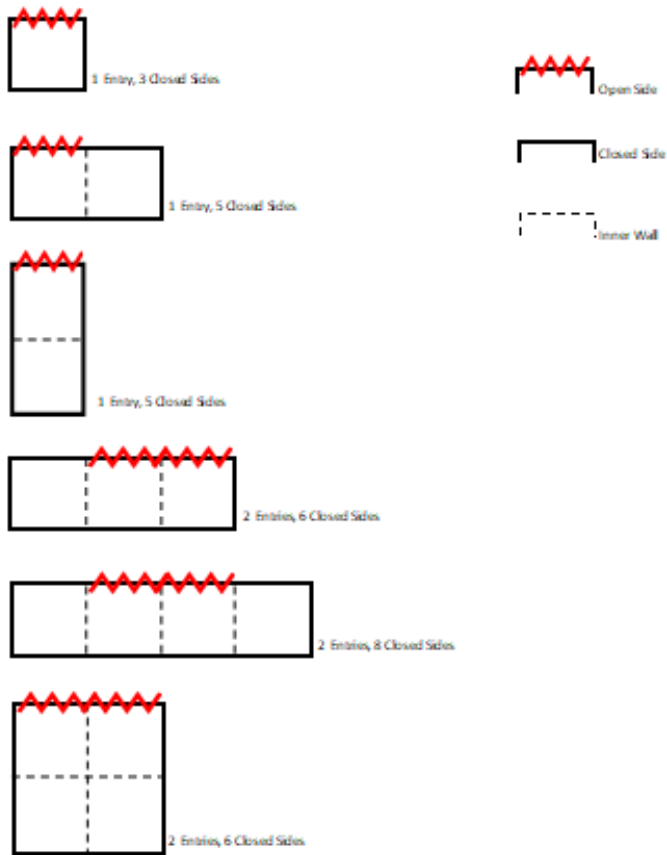 1 Entry, 3 Closed Sides
Open Side
Closed Side
1 Entry, 5 Closed Sides
Inner Wall
1 Entry, 5 Closed Sides
2 Entries, 6 Closed Sides
2 Entries, 8 Closed Sides
2 Entries, 6 Closed Sides